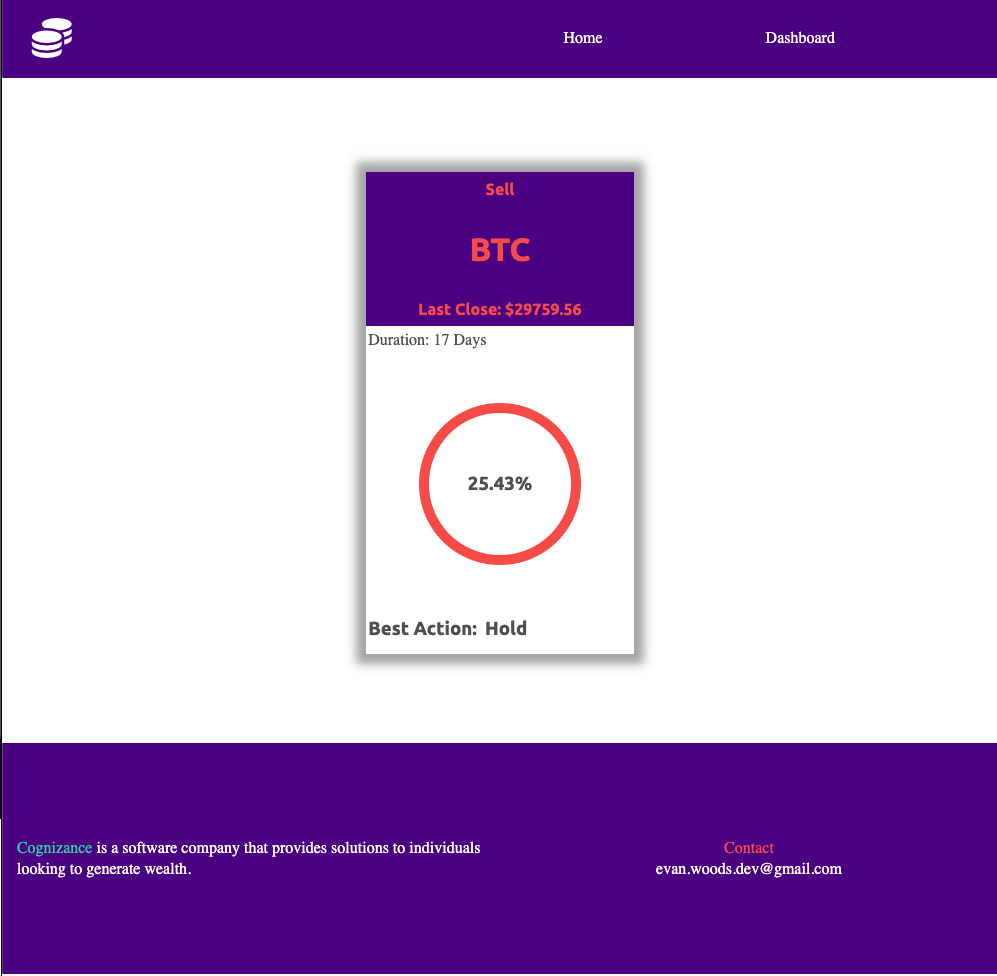 Home
Dashboard
Sell
BTC
Last Close: $29759.56
Duration: 17 Days
25.43%
Best Action: Hold
Cognizance is a software company that provides solutions to individuals
looking to generate wealth.
Contact
evan.woods.dev@gmail.com